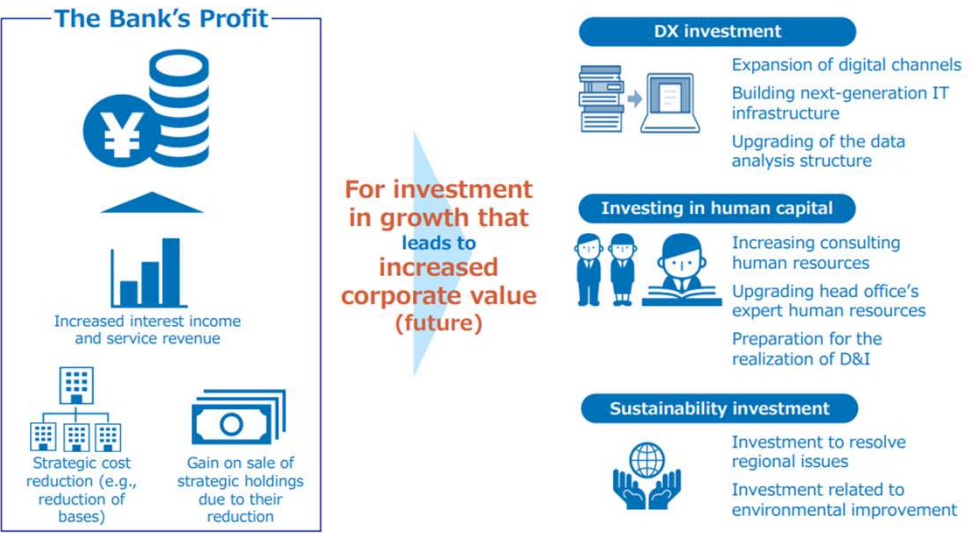 The Bank's Profit
¥
Increased interest income
and service revenue
Strategic cost
reduction (e.g.,
reduction of
bases)
Gain on sale of
strategic holdings
due to their
reduction
For investment
in growth that
leads to
increased
corporate value
(future)
DX investment
Expansion of digital channels
Building next-generation IT
infrastructure
Upgrading of the data
analysis structure
Investing in human capital
Increasing consulting
human resources
Upgrading head office's
expert human resources
Preparation for the
realization of D&I
Sustainability investment
Investment to resolve
regional issues
Investment related to
environmental improvement